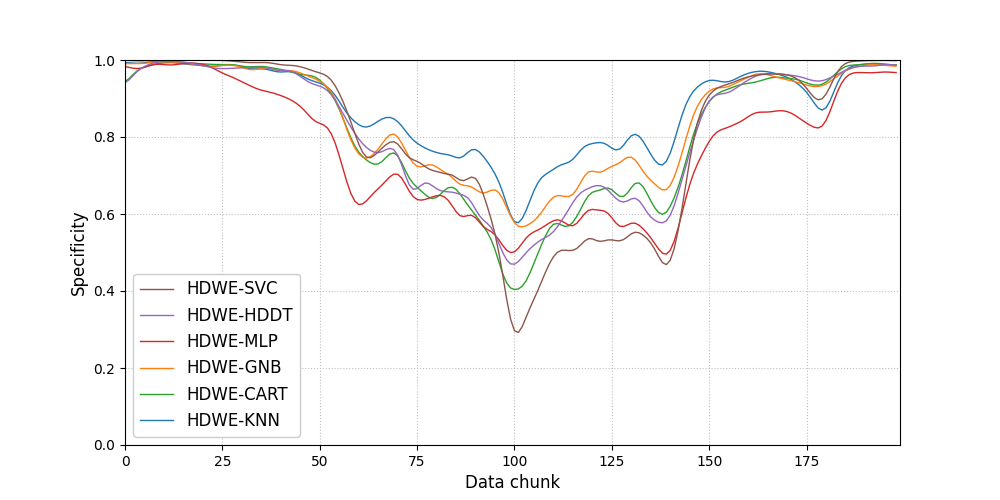 1.0
0.8
0.6
0.4
0.2
0.0
Specificity
HDWE-SVC
HDWE-HDDT
HDWE-MLP
HDWE-GNB
HDWE-CART
HDWE-KNN
0 25 50 75 100 125 150 175
Data chunk